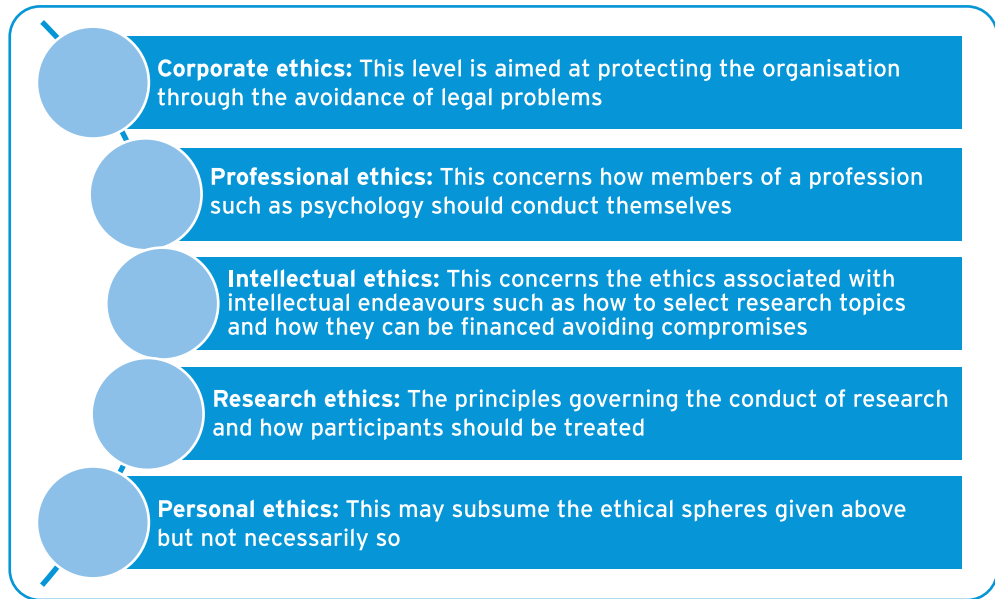 Corporate ethics: This level is aimed at protecting the organisation
through the avoidance of legal problems
Professional ethics: This concerns how members of a profession
such as psychology should conduct themselves
Intellectual ethics: This concerns the ethics associated with
intellectual endeavours such as how to select research topics
and how they can be financed avoiding compromises
Research ethics: The principles governing the conduct of research
and how participants should be treated
Personal ethics: This may subsume the ethical spheres given above
but not necessarily so